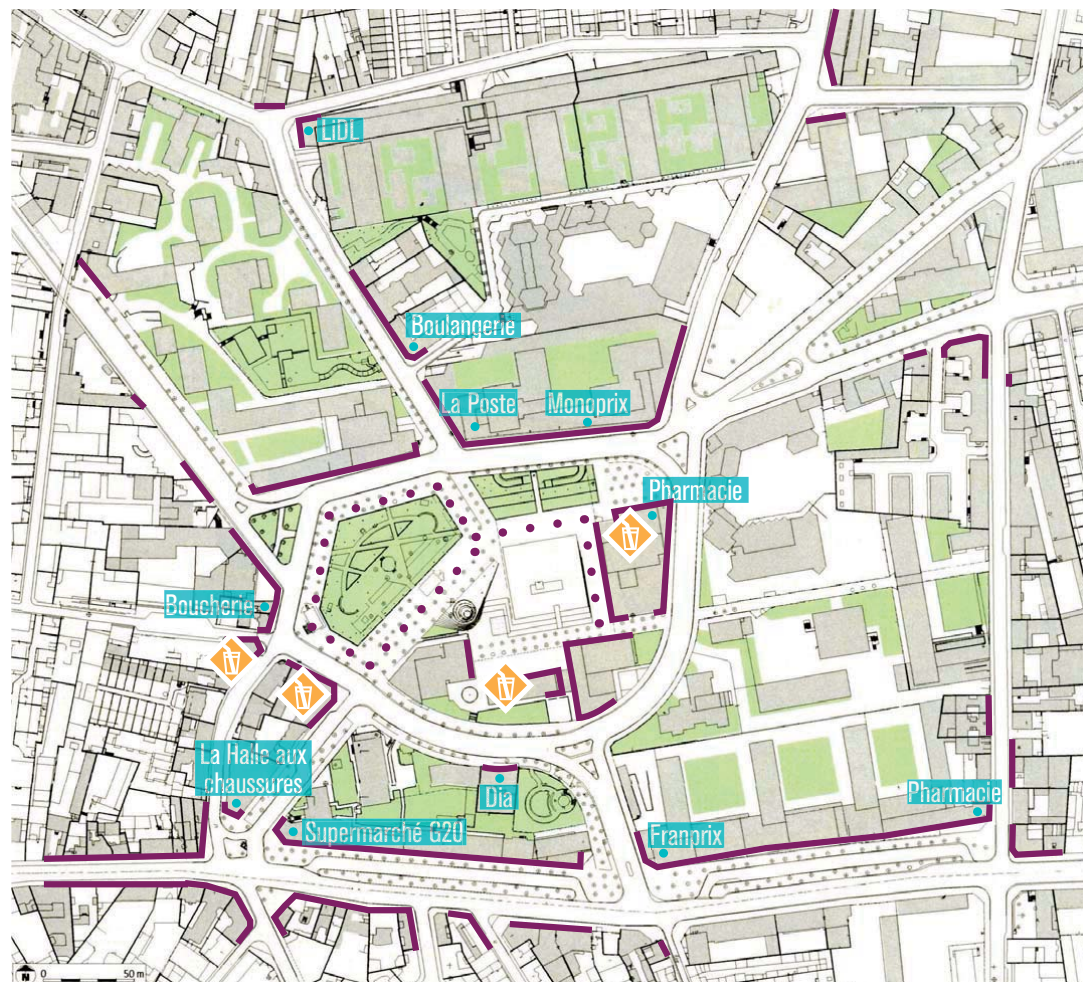 LiDL
Boulangerie
La Poste
Monoprix
Pharmacie
Boucherie
La Halle aux
chaussures
Dia
Supermarché G20
Franprix
Pharmacie
N
0
50 m